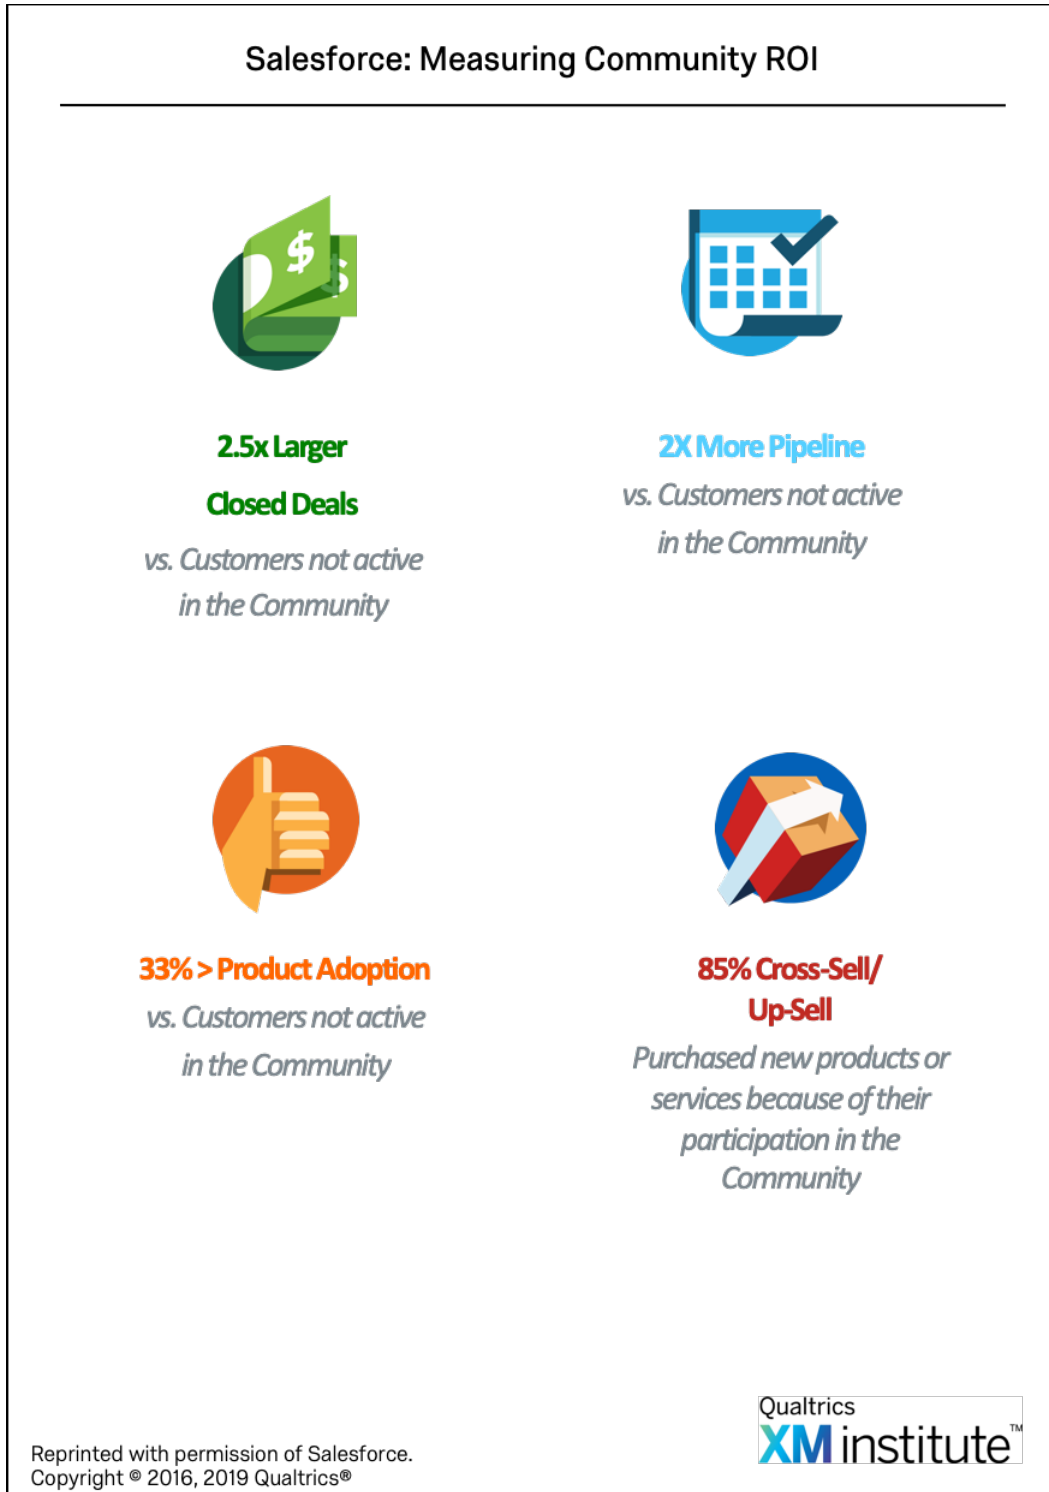 Salesforce: Measuring Community ROI
$
$
2.5x Larger
Closed Deals
vs. Customers not active
in the Community
2X More Pipeline
vs. Customers not active
in the Community
33% > Product Adoption
vs. Customers not active
in the Community
85% Cross-Sell/
Up-Sell
Purchased new products or
services because of their
participation in the
Community
Reprinted with permission of Salesforce.
Copyright © 2016, 2019 Qualtrics®
Qualtrics
XM institute™